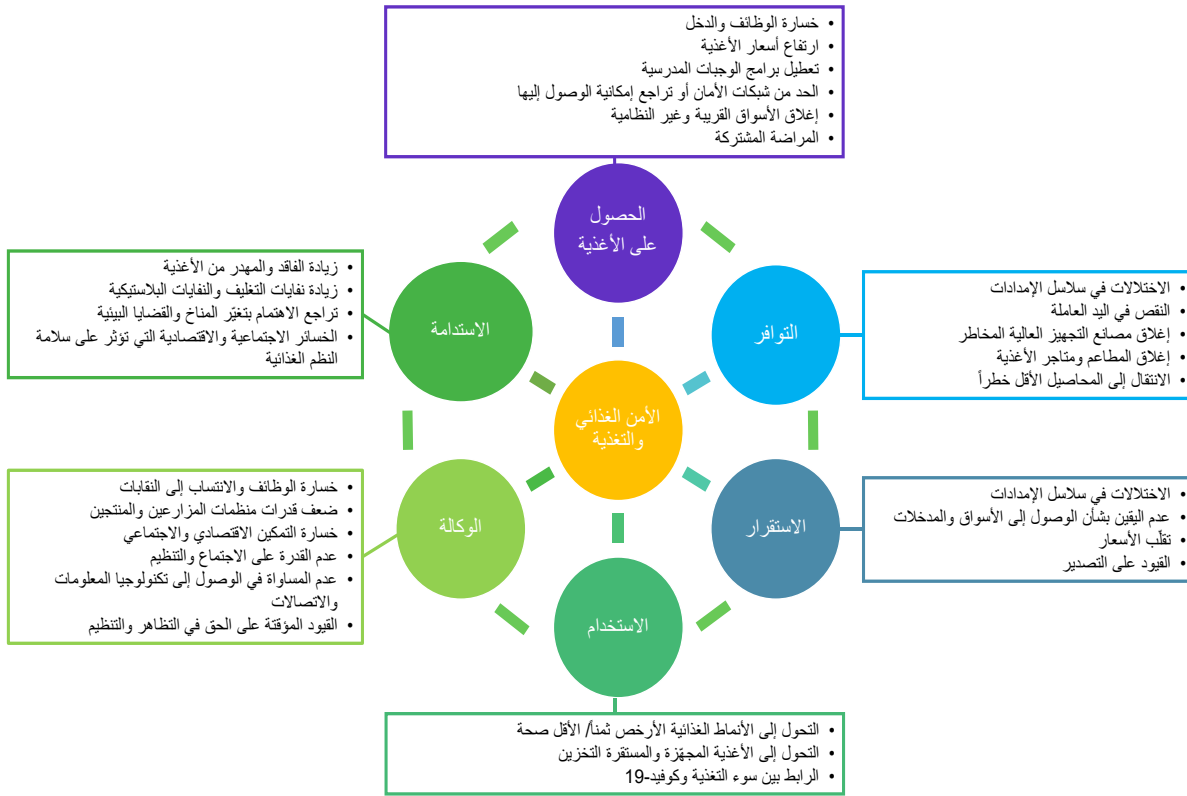 • خسارة الوظائف والدخل
• ارتفاع أسعار الأغذية
• تعطيل برامج الوجبات المدرسية
• الحد من شبكات الأمان أو تراجع إمكانية الوصول إليها
• إغلاق الأسواق القريبة وغير النظامية
• المراضة المشتركة
الحصول
على الأغذية
• الاختلالات في سلاسل الإمدادات
• النقص في اليد العاملة
• إغلاق مصانع التجهيز العالية المخاطر
• إغلاق المطاعم ومتاجر الأغذية
• الانتقال إلى المحاصيل الأقل خطراً
التوافر
الاستدامة
• زيادة الفاقد والمهدر من الأغذية
• زيادة نفايات التغليف والنفايات البلاستيكية
• تراجع الاهتمام بتغيّر المناخ والقضايا البيئية
• الخسائر الاجتماعية والاقتصادية التي تؤثر على سلامة
النظم الغذائية
الأمن الغذائي
والتغذية
• الاختلالات في سلاسل الإمدادات
• عدم اليقين بشأن الوصول إلى الأسواق والمدخلات
• تقلّب الأسعار
• القيود على التصدير
الاستقرار
الوكالة
• خسارة الوظائف والانتساب إلى النقابات
• ضعف قدرات منظمات المزارعين والمنتجين
• خسارة التمكين الاقتصادي والاجتماعي
• عدم القدرة على الاجتماع والتنظيم
• عدم المساواة في الوصول إلى تكنولوجيا المعلومات
والاتصالات
• القيود المؤقتة على الحق في التظاهر والتنظيم
الاستخدام
• التحول إلى الأنماط الغذائية الأرخص ثمناً/ الأقل صحة
• التحول إلى الأغذية المجهّزة والمستقرة التخزين
• الرابط بين سوء التغذية وكوفيد-19